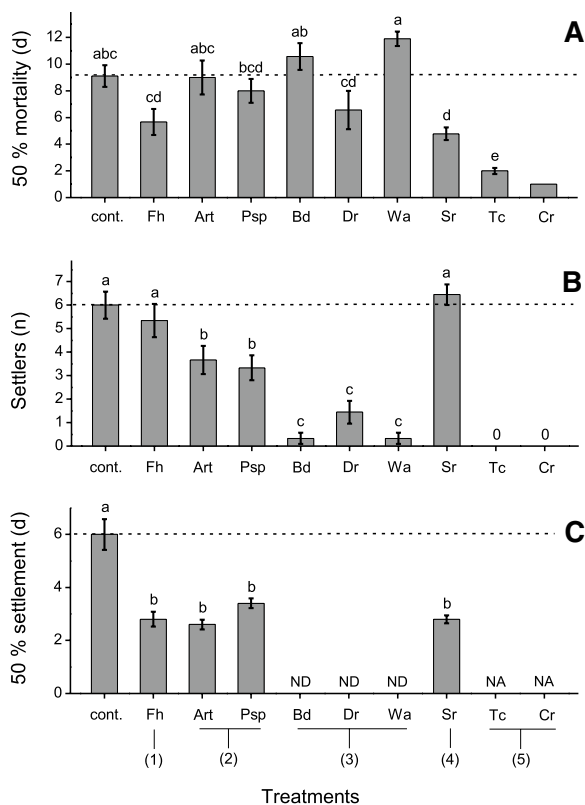 A
50 % mortality (d)
12
10
8
6
4
2
0
abc
cd
abc
bcd
ab
cd
a
d
e
cont. Fh Art Psp Bd Dr Wa Sr Tc Cr
B
Settlers (n)
7
6
5
4
3
2
1
0
a
a
b
b
c
c
c
a
0
0
cont. Fh Art Psp Bd Dr Wa Sr Tc Cr
C
50 % settlement (d)
6
4
2
0
a
b
b
b
ND
ND
ND
b
NA
NA
cont. Fh Art Psp Bd Dr Wa Sr Tc Cr
(1) (2) (3) (4) (5)
Treatments